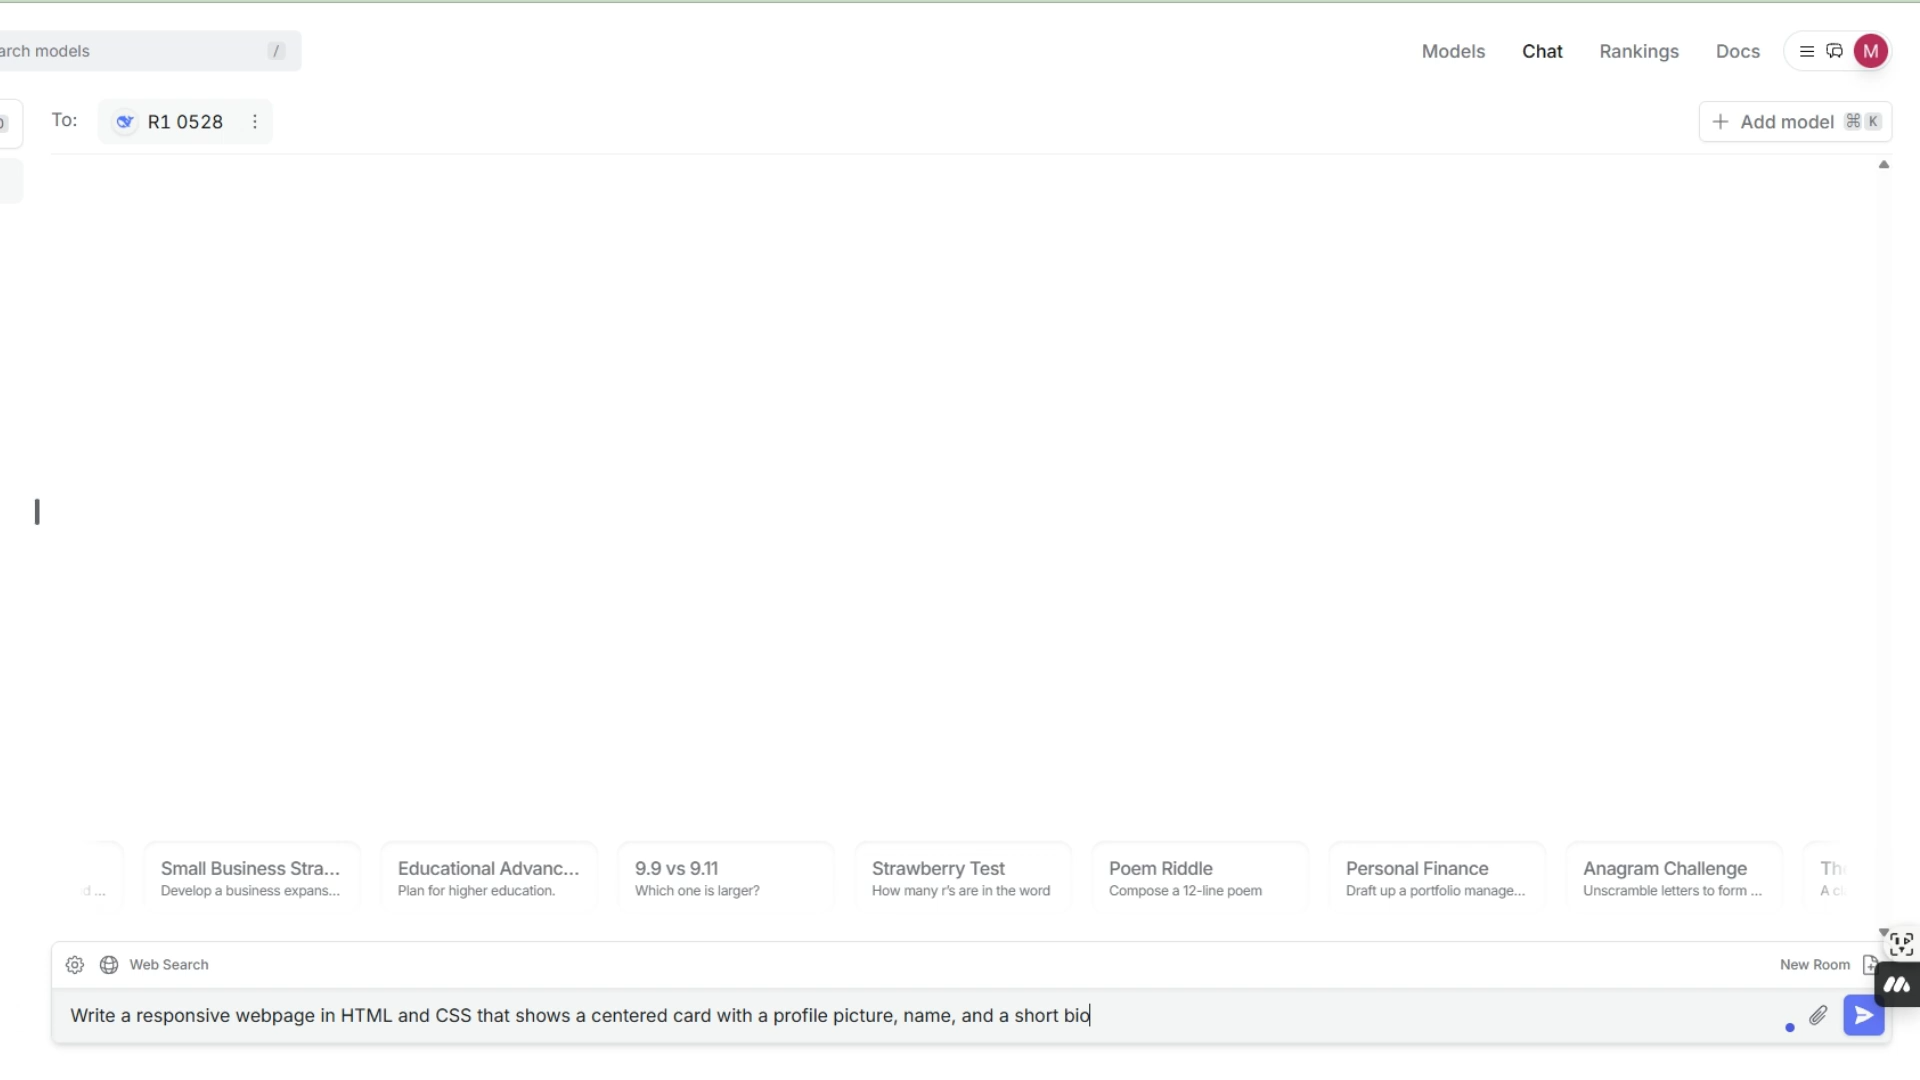 arch models /
Models Chat Rankings Docs M
To: R1 0528 Add model ⌘ K
Small Business Stra... Educational Advanc... 9.9 vs 9.11 Strawberry Test Poem Riddle Personal Finance Anagram Challenge Th
d ... Develop a business expans... Plan for higher education. Which one is larger? How many r's are in the word Compose a 12-line poem Draft up a portfolio manage... Unscramble letters to form ... A cl
Web Search New Room
Write a responsive webpage in HTML and CSS that shows a centered card with a profile picture, name, and a short bio